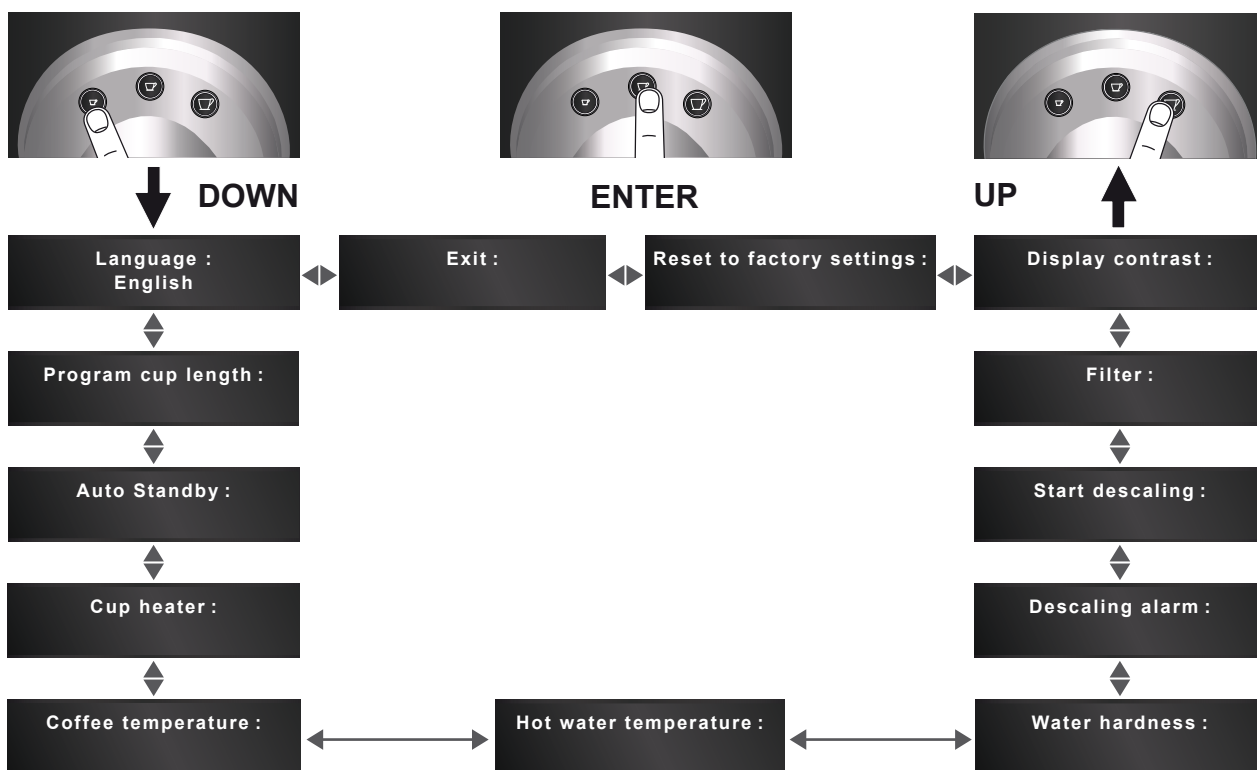 DOWN
ENTER
UP
Language :
English
Exit :
Reset to factory settings :
Display contrast :
Program cup length :
Filter :
Auto Standby :
Start descaling :
Cup heater :
Descaling alarm :
Coffee temperature :
Hot water temperature :
Water hardness :